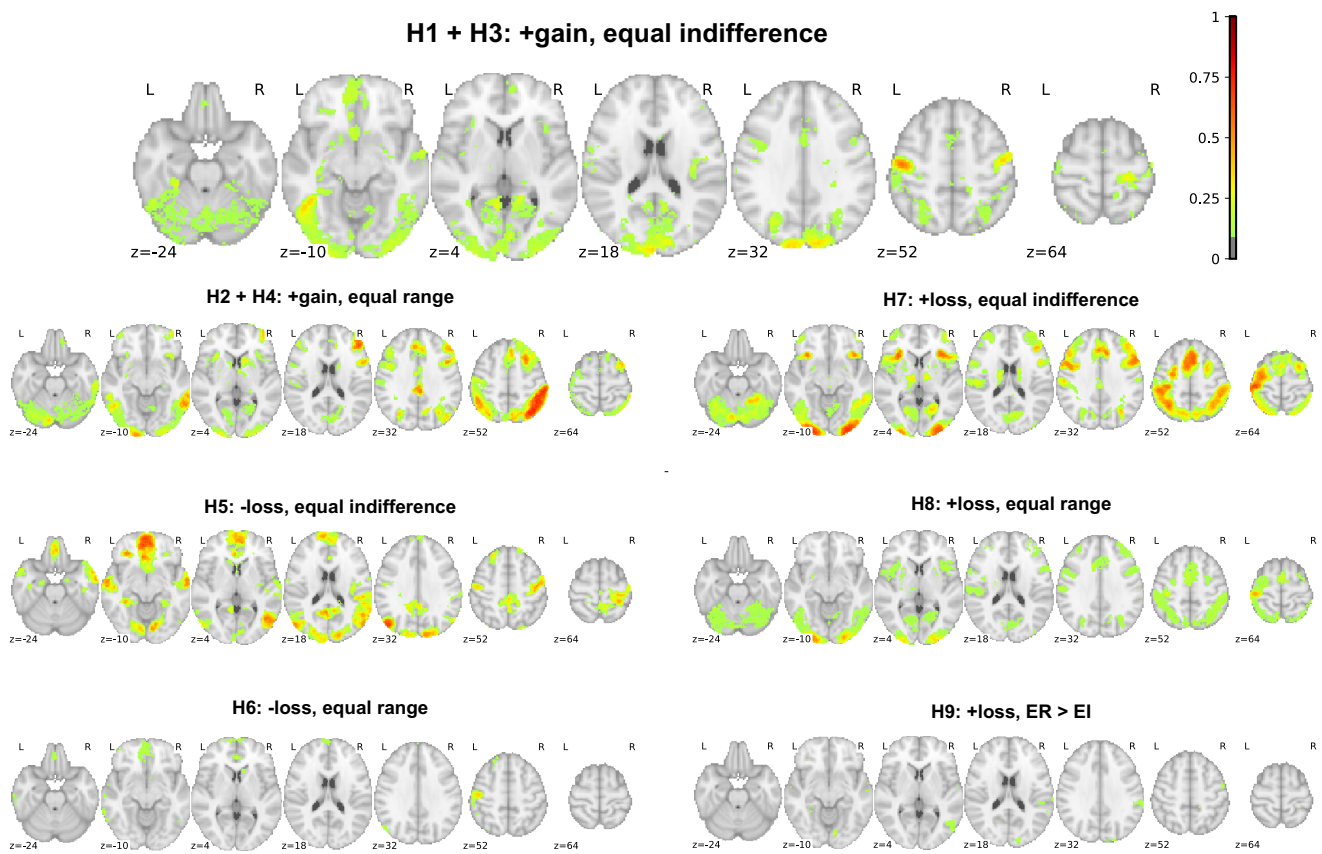 H1 + H3: +gain, equal indifference
1
0.75
0.5
0.25
0
L R L R L R
z=-24 z=-10 z=4 z=18 z=32 z=52 z=64
H2 + H4: +gain, equal range
L R L R L R
z=-24 z=-10 z=4 z=18 z=32 z=52 z=64
H7: +loss, equal indifference
L R L R L R
z=-24 z=-10 z=4 z=18 z=32 z=52 z=64
-
H5: -loss, equal indifference
L R L R L R
z=-24 z=-10 z=4 z=18 z=32 z=52 z=64
H8: +loss, equal range
L R L R L R
z=-24 z=-10 z=4 z=18 z=32 z=52 z=64
H6: -loss, equal range
L R L R L R
z=-24 z=-10 z=4 z=18 z=32 z=52 z=64
H9: +loss, ER > EI
L R L R L R
z=-24 z=-10 z=4 z=18 z=32 z=52 z=64